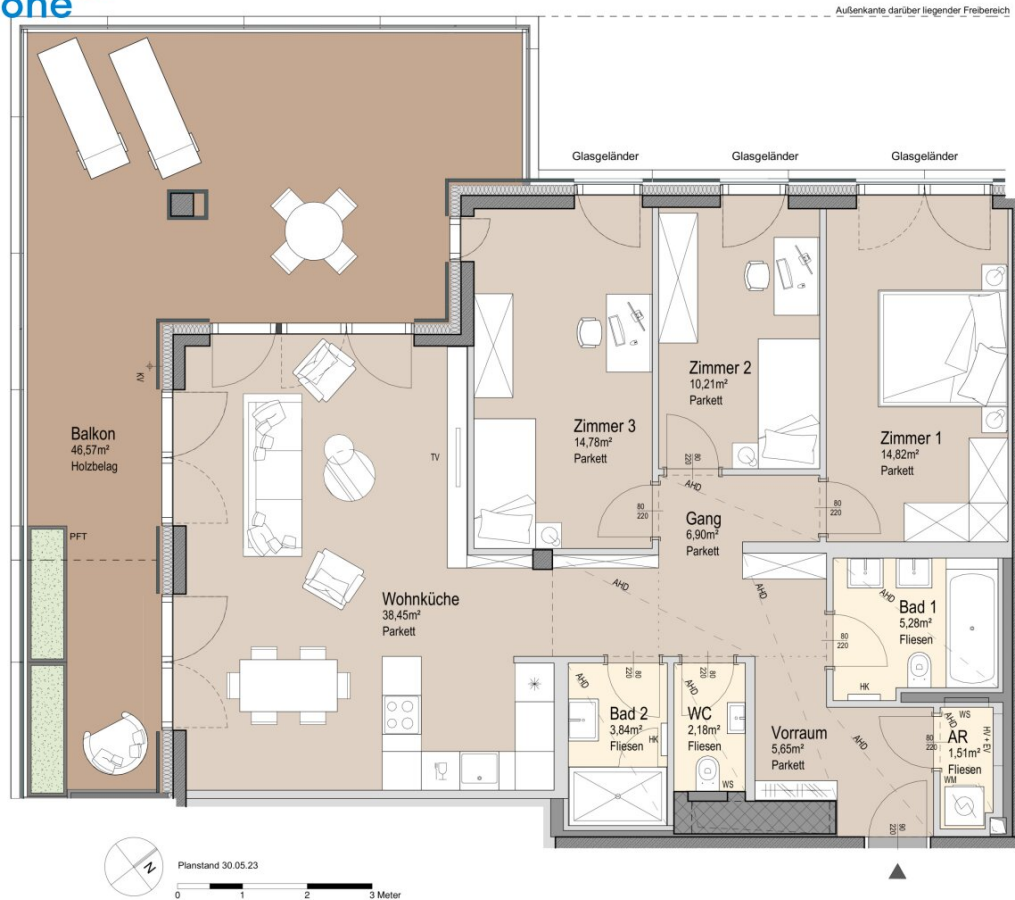 one
Außenkante darüber liegender Freibereich
Glasgeländer
Glasgeländer
Glasgeländer
KV
Balkon
46,57m²
Holzbelag
PFT
TV
Zimmer 3
14,78m²
Parkett
Zimmer 2
10,21m²
Parkett
Zimmer 1
14,82m²
Parkett
80
220
80
220
80
220
AHD
Gang
6,90m²
Parkett
Wohnküche
38,45m²
Parkett
AHD
AHD
AHD
Bad 1
5,28m²
Fliesen
80
220
HK
80
220
80
220
AHD
Bad 2
3,84m²
Fliesen
HK
AHD
WC
2,18m²
Fliesen
WS
Vorraum
5,65m²
Parkett
AHD
80
220
AHD
WS
HV + EV
AR
1,51m²
Fliesen
WM
90
220
N
Planstand 30.05.23
0 1 2 3 Meter